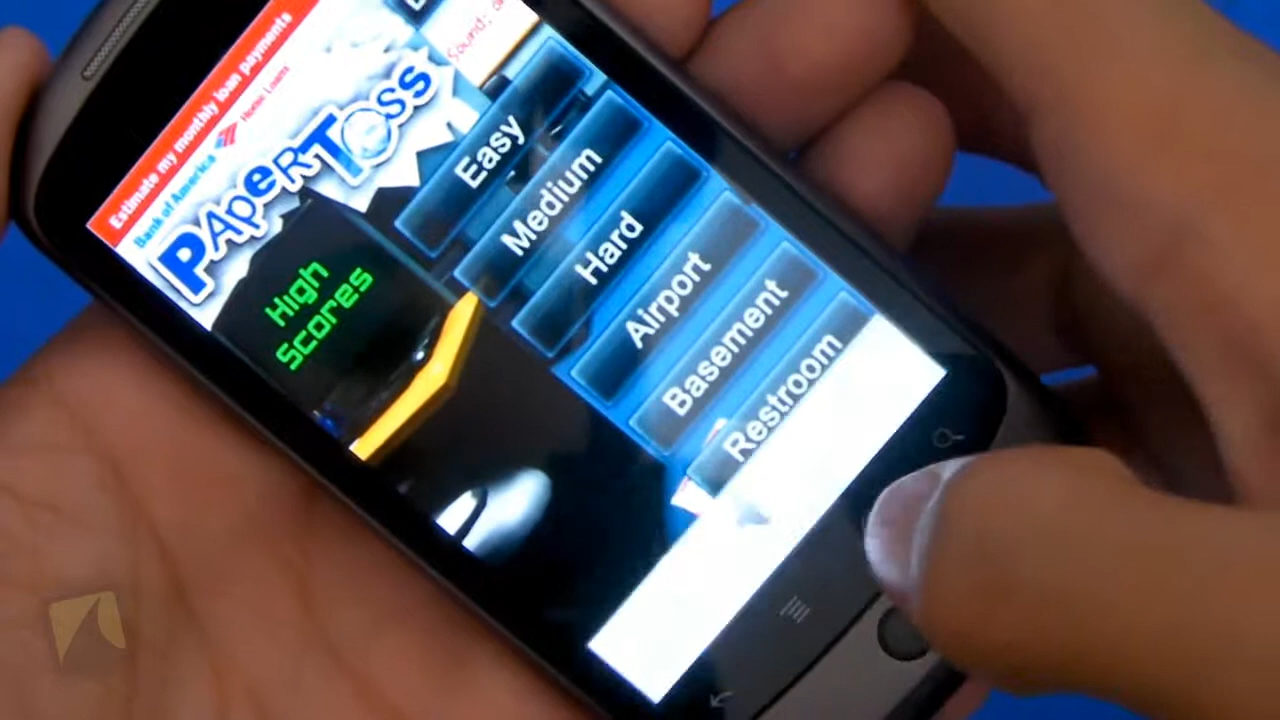 Estimate my monthly loan payments
Bank of America
Home Loans
PAperToss
Sound:
High
Scores
Easy
Medium
Hard
Airport
Basement
Restroom